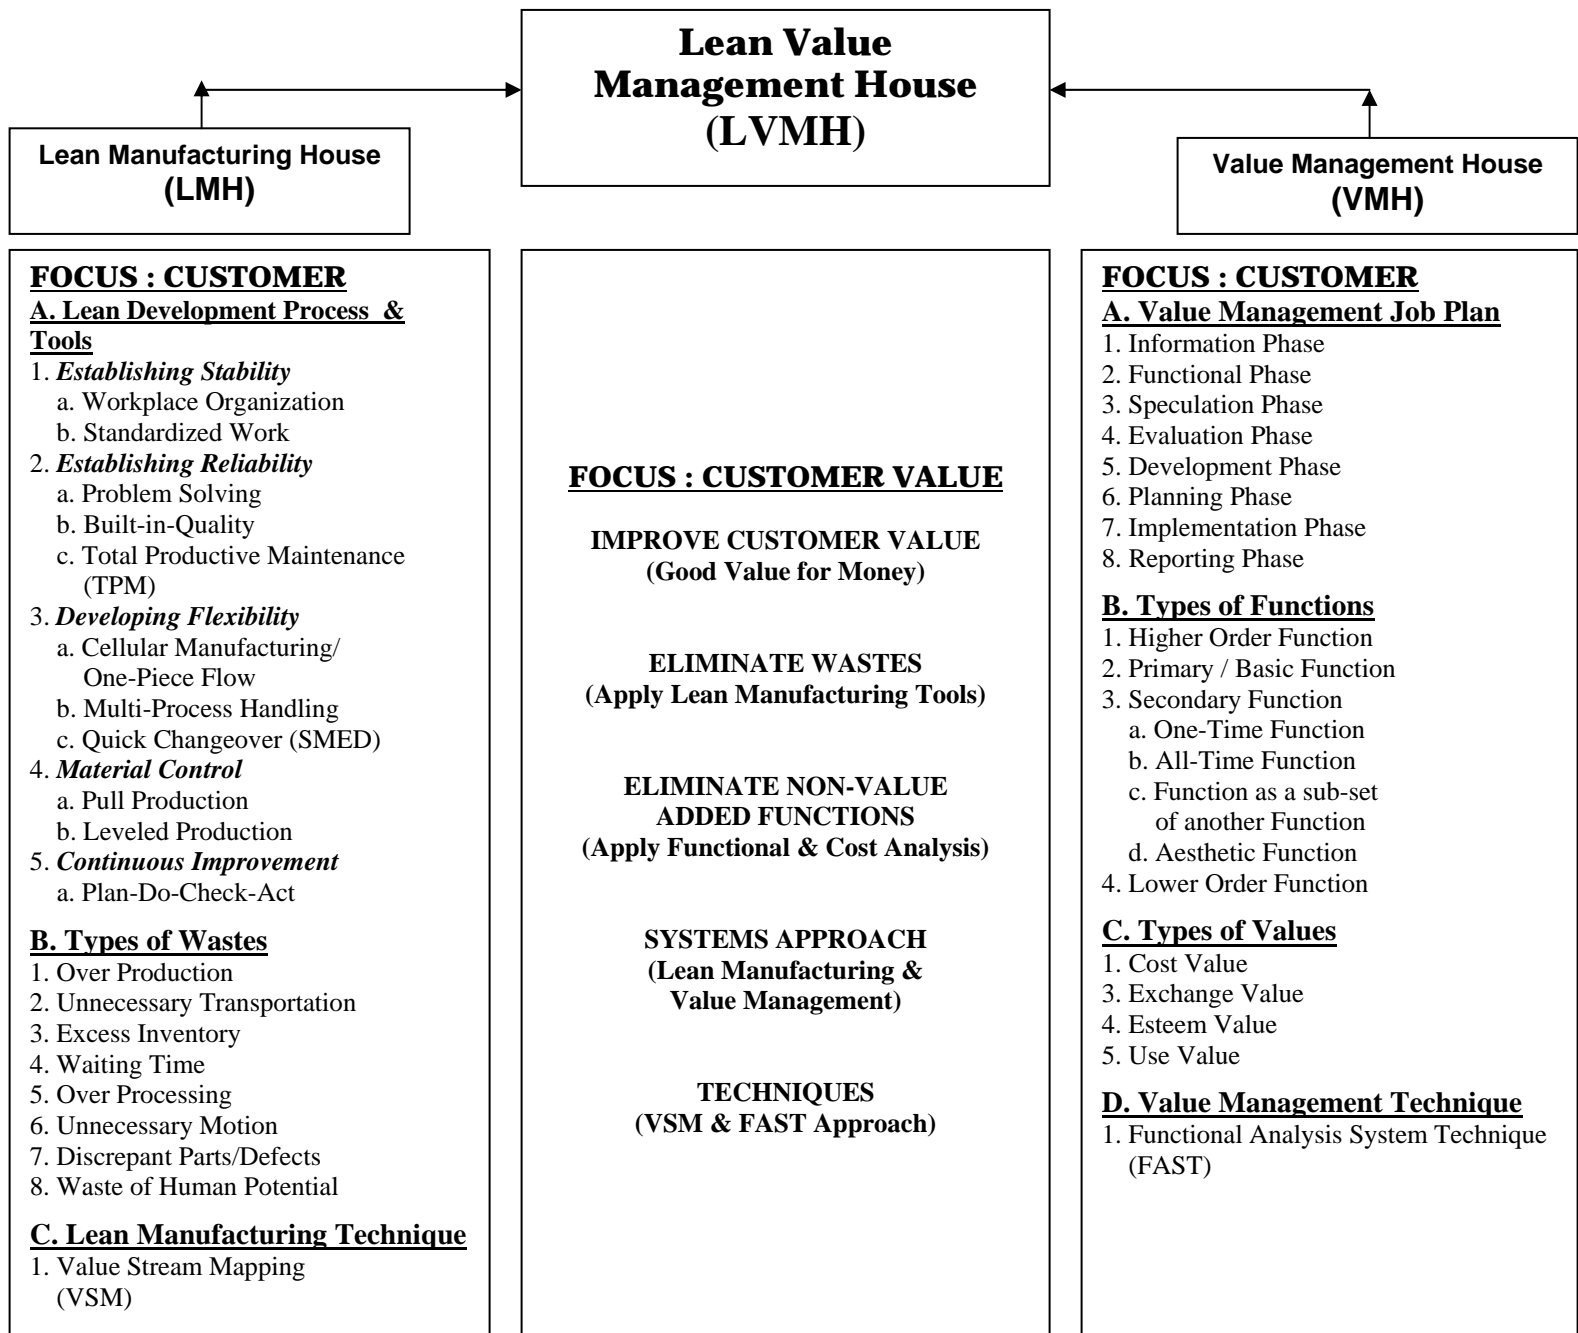 Lean Value
Management House
(LVMH)
Lean Manufacturing House
(LMH)
Value Management House
(VMH)
FOCUS : CUSTOMER
A. Lean Development Process &
Tools
1. Establishing Stability
a. Workplace Organization
b. Standardized Work
2. Establishing Reliability
a. Problem Solving
b. Built-in-Quality
c. Total Productive Maintenance
(TPM)
3. Developing Flexibility
a. Cellular Manufacturing/
One-Piece Flow
b. Multi-Process Handling
c. Quick Changeover (SMED)
4. Material Control
a. Pull Production
b. Leveled Production
5. Continuous Improvement
a. Plan-Do-Check-Act
B. Types of Wastes
1. Over Production
2. Unnecessary Transportation
3. Excess Inventory
4. Waiting Time
5. Over Processing
6. Unnecessary Motion
7. Discrepant Parts/Defects
8. Waste of Human Potential
C. Lean Manufacturing Technique
1. Value Stream Mapping
(VSM)
FOCUS : CUSTOMER VALUE
IMPROVE CUSTOMER VALUE
(Good Value for Money)
ELIMINATE WASTES
(Apply Lean Manufacturing Tools)
ELIMINATE NON-VALUE
ADDED FUNCTIONS
(Apply Functional & Cost Analysis)
SYSTEMS APPROACH
(Lean Manufacturing &
Value Management)
TECHNIQUES
(VSM & FAST Approach)
FOCUS : CUSTOMER
A. Value Management Job Plan
1. Information Phase
2. Functional Phase
3. Speculation Phase
4. Evaluation Phase
5. Development Phase
6. Planning Phase
7. Implementation Phase
8. Reporting Phase
B. Types of Functions
1. Higher Order Function
2. Primary / Basic Function
3. Secondary Function
a. One-Time Function
b. All-Time Function
c. Function as a sub-set
of another Function
d. Aesthetic Function
4. Lower Order Function
C. Types of Values
1. Cost Value
3. Exchange Value
4. Esteem Value
5. Use Value
D. Value Management Technique
1. Functional Analysis System Technique
(FAST)